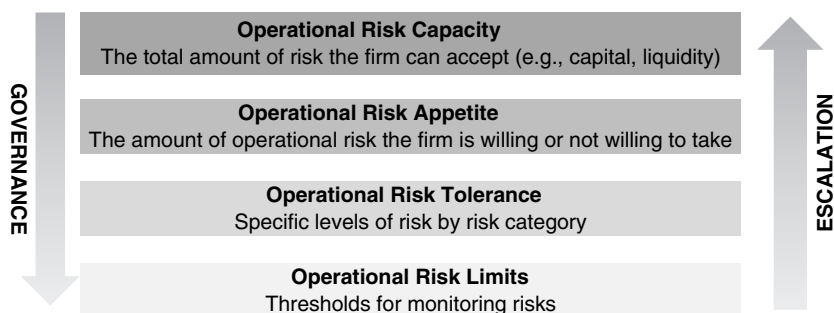 Operational Risk Capacity
The total amount of risk the firm can accept (e.g., capital, liquidity)
Operational Risk Appetite
The amount of operational risk the firm is willing or not willing to take
Operational Risk Tolerance
Specific levels of risk by risk category
Operational Risk Limits
Thresholds for monitoring risks
GOVERNANCE
ESCALATION